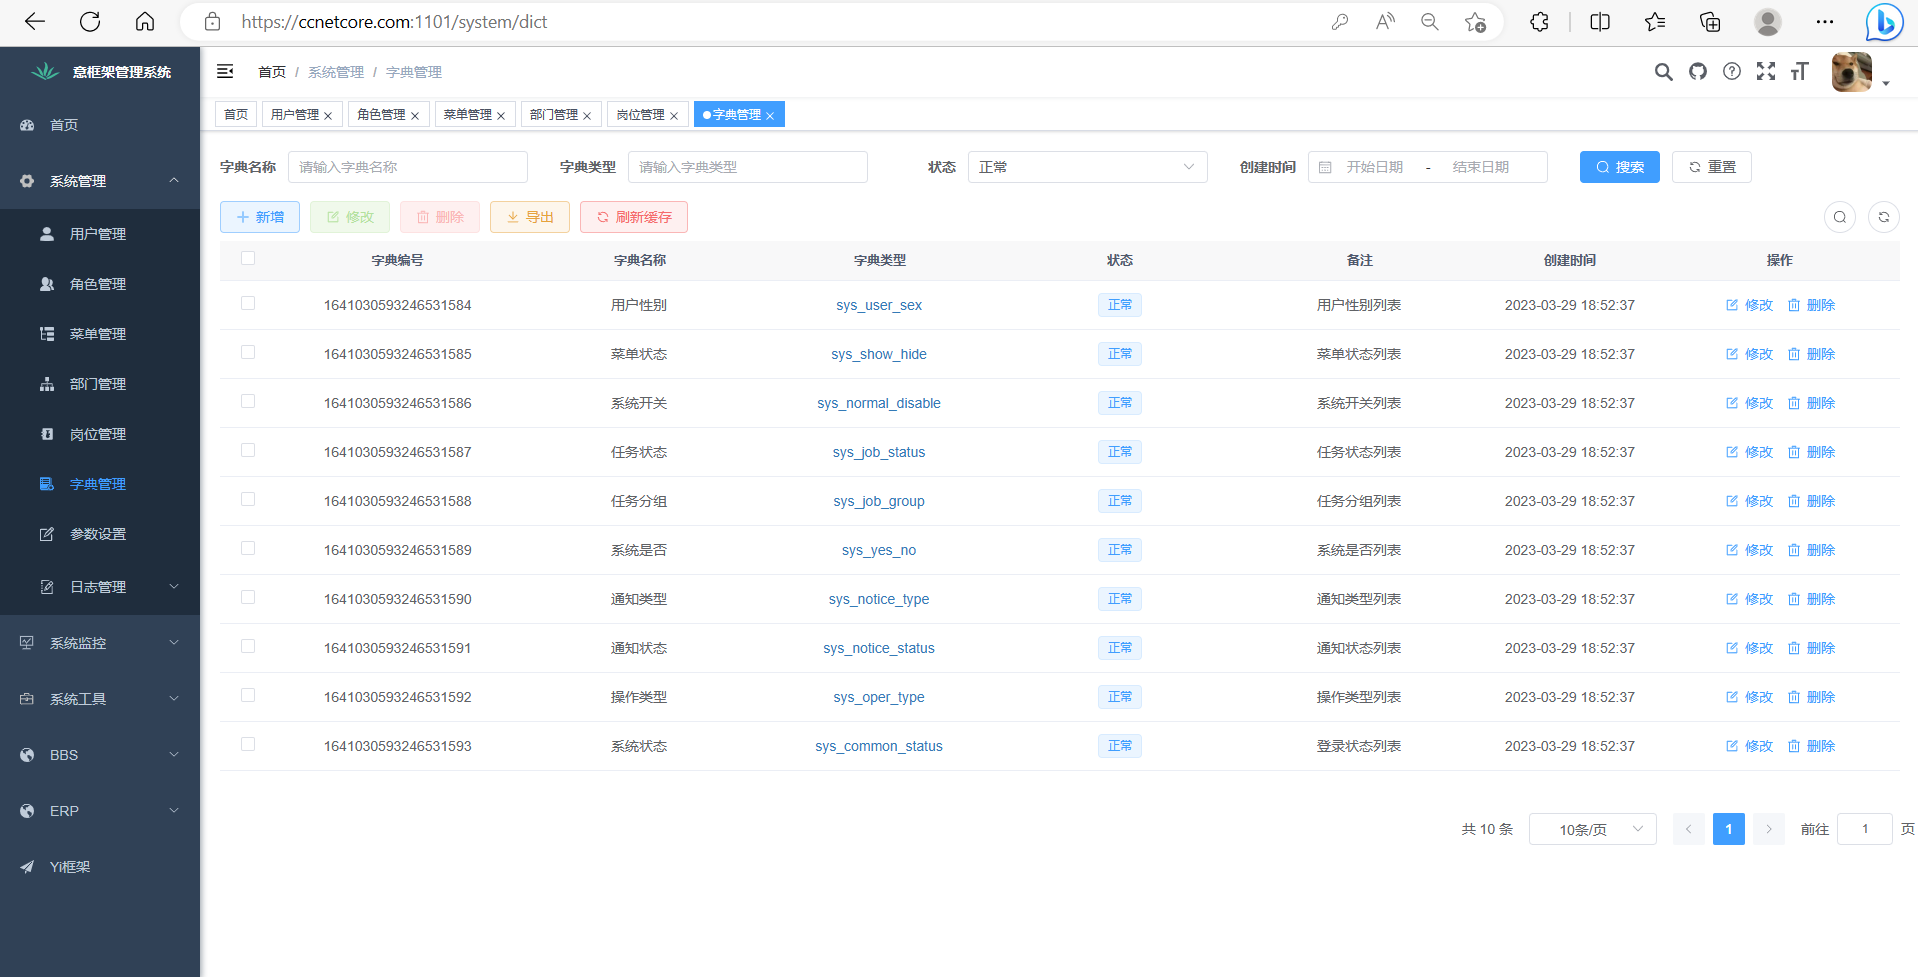 https://ccnetcore.com:1101/system/dict
意框架管理系统
首页 / 系统管理 / 字典管理
首页 用户管理 角色管理 菜单管理 部门管理 岗位管理 字典管理
首页
系统管理
用户管理
角色管理
菜单管理
部门管理
岗位管理
字典管理
参数设置
日志管理
系统监控
系统工具
BBS
ERP
Yi框架
字典名称 请输入字典名称 字典类型 请输入字典类型 状态 正常 创建时间 开始日期 - 结束日期 搜索 重置
新增 修改 删除 导出 刷新缓存
字典编号 字典名称 字典类型 状态 备注 创建时间 操作
1641030593246531584 用户性别 sys_user_sex 正常 用户性别列表 2023-03-29 18:52:37 修改 删除
1641030593246531585 菜单状态 sys_show_hide 正常 菜单状态列表 2023-03-29 18:52:37 修改 删除
1641030593246531586 系统开关 sys_normal_disable 正常 系统开关列表 2023-03-29 18:52:37 修改 删除
1641030593246531587 任务状态 sys_job_status 正常 任务状态列表 2023-03-29 18:52:37 修改 删除
1641030593246531588 任务分组 sys_job_group 正常 任务分组列表 2023-03-29 18:52:37 修改 删除
1641030593246531589 系统是否 sys_yes_no 正常 系统是否列表 2023-03-29 18:52:37 修改 删除
1641030593246531590 通知类型 sys_notice_type 正常 通知类型列表 2023-03-29 18:52:37 修改 删除
1641030593246531591 通知状态 sys_notice_status 正常 通知状态列表 2023-03-29 18:52:37 修改 删除
1641030593246531592 操作类型 sys_oper_type 正常 操作类型列表 2023-03-29 18:52:37 修改 删除
1641030593246531593 系统状态 sys_common_status 正常 登录状态列表 2023-03-29 18:52:37 修改 删除
共 10 条 10条/页 1 前往 1 页